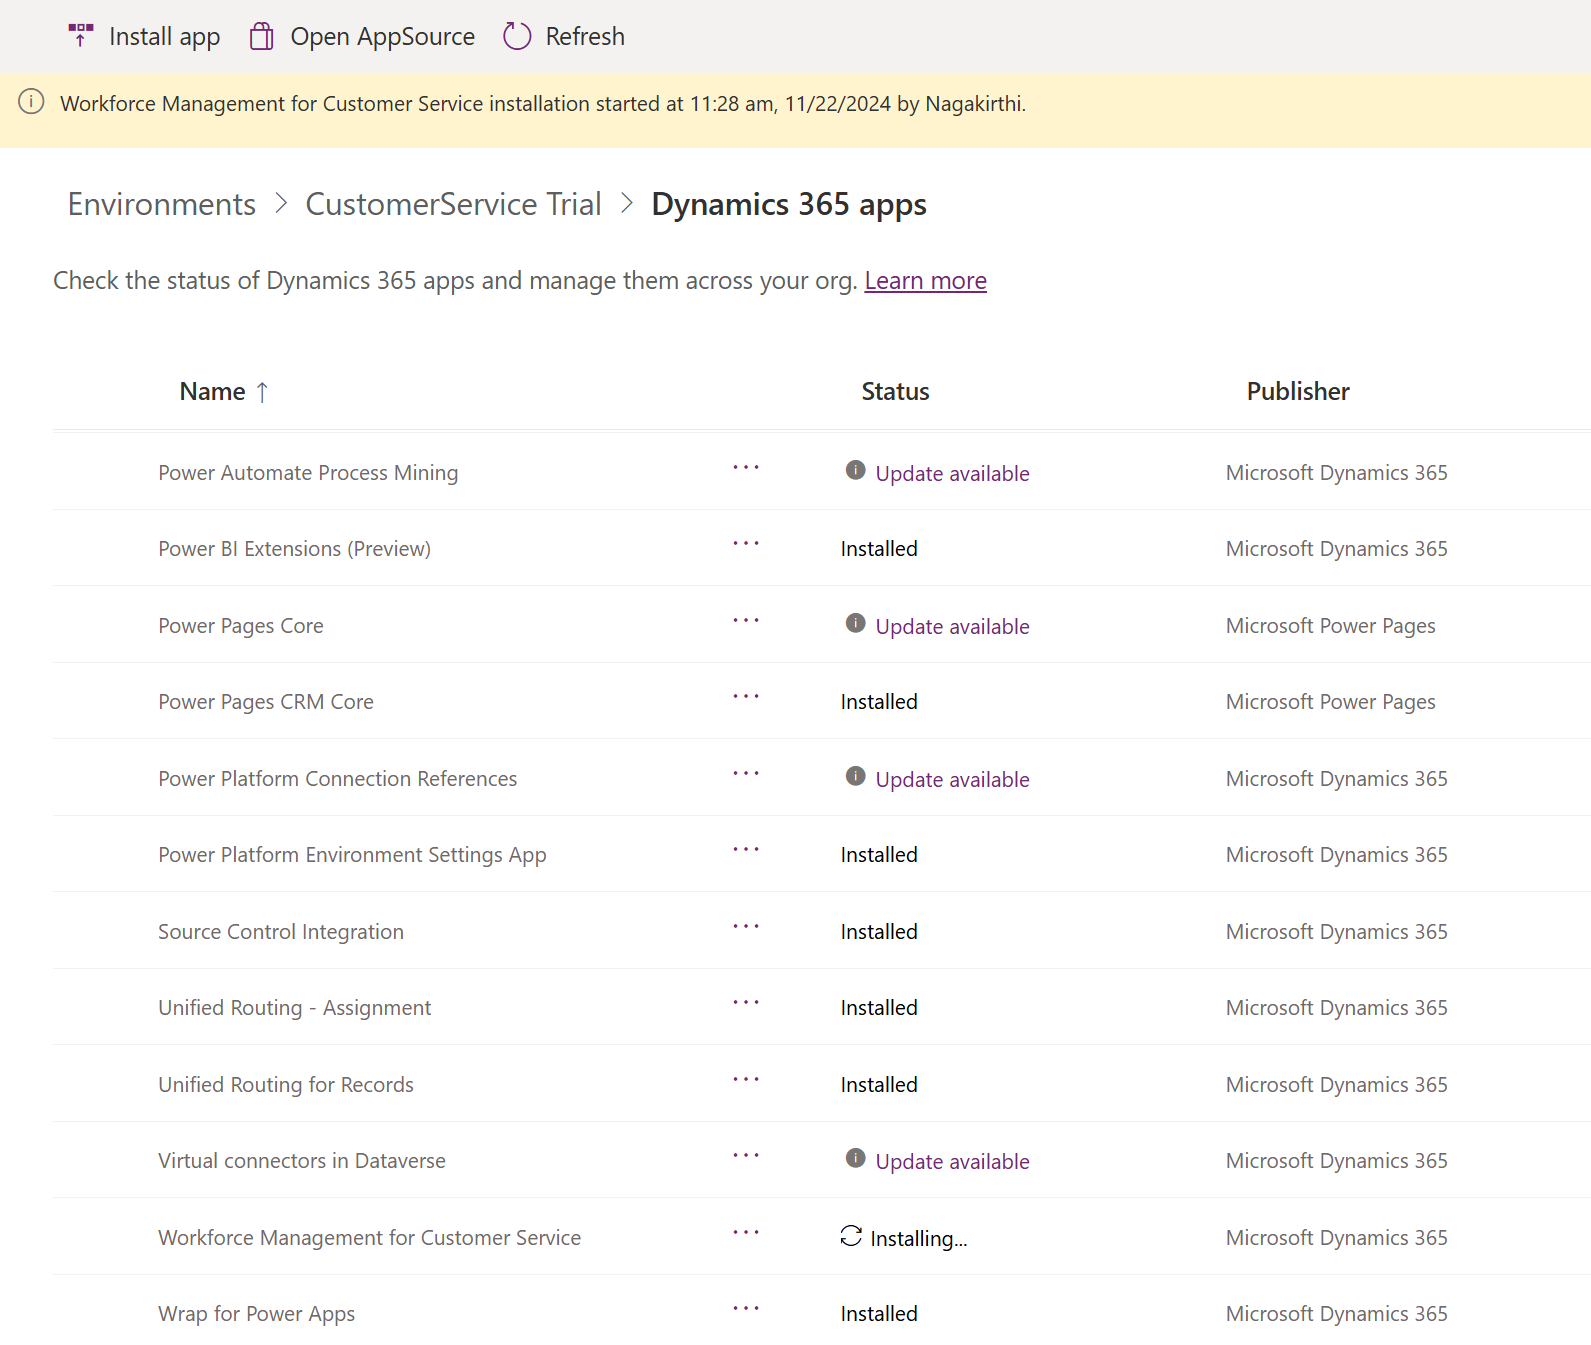 Install app Open AppSource Refresh
Workforce Management for Customer Service installation started at 11:28 am, 11/22/2024 by Nagakirthi.
Environments > CustomerService Trial > Dynamics 365 apps
Check the status of Dynamics 365 apps and manage them across your org. Learn more
Name ↑ Status Publisher
Power Automate Process Mining ... Update available Microsoft Dynamics 365
Power BI Extensions (Preview) ... Installed Microsoft Dynamics 365
Power Pages Core ... Update available Microsoft Power Pages
Power Pages CRM Core ... Installed Microsoft Power Pages
Power Platform Connection References ... Update available Microsoft Dynamics 365
Power Platform Environment Settings App ... Installed Microsoft Dynamics 365
Source Control Integration ... Installed Microsoft Dynamics 365
Unified Routing - Assignment ... Installed Microsoft Dynamics 365
Unified Routing for Records ... Installed Microsoft Dynamics 365
Virtual connectors in Dataverse ... Update available Microsoft Dynamics 365
Workforce Management for Customer Service ... Installing... Microsoft Dynamics 365
Wrap for Power Apps ... Installed Microsoft Dynamics 365